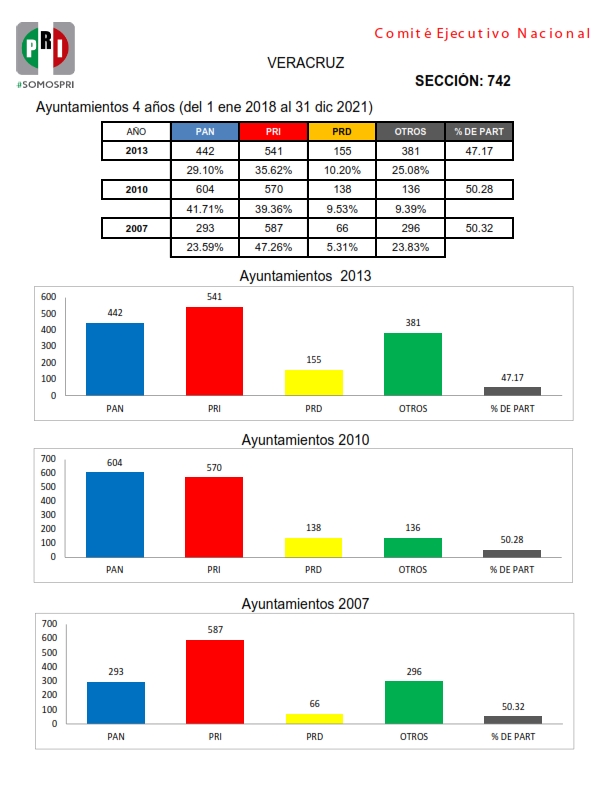 Comité Ejecutivo Nacional
PRI
#SOMOSPRI
VERACRUZ
SECCIÓN: 742
Ayuntamientos 4 años (del 1 ene 2018 al 31 dic 2021)
AÑO PAN PRI PRD OTROS % DE PART
2013 442 541 155 381 47.17
29.10% 35.62% 10.20% 25.08%
2010 604 570 138 136 50.28
41.71% 39.36% 9.53% 9.39%
2007 293 587 66 296 50.32
23.59% 47.26% 5.31% 23.83%
Ayuntamientos 2013
600
500
400
300
200
100
0
442 541 155 381 47.17
PAN PRI PRD OTROS % DE PART
Ayuntamientos 2010
700
600
500
400
300
200
100
0
604 570 138 136 50.28
PAN PRI PRD OTROS % DE PART
Ayuntamientos 2007
700
600
500
400
300
200
100
0
293 587 66 296 50.32
PAN PRI PRD OTROS % DE PART